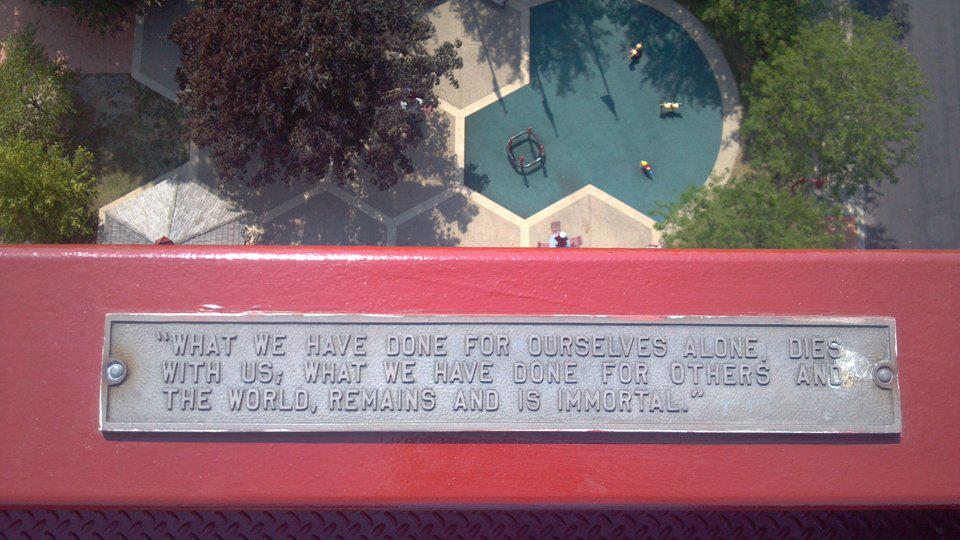 "WHAT WE HAVE DONE FOR OURSELVES ALONE, DIES
WITH US; WHAT WE HAVE DONE FOR OTHERS AND
THE WORLD, REMAINS AND IS IMMORTAL."